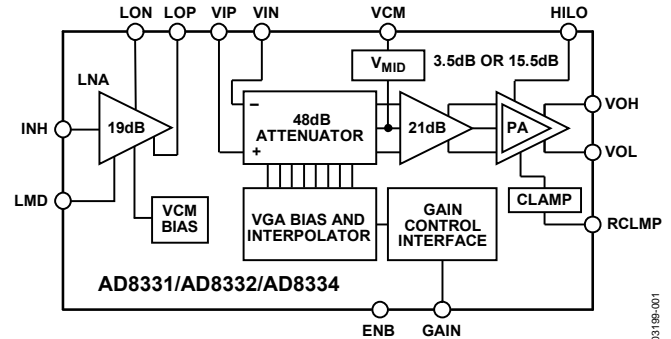 LON LOP VIP VIN VCM HILO
V_MID 3.5dB OR 15.5dB
LNA
INH 19dB
−
+
48dB
ATTENUATOR
21dB
PA
VOH
VOL
LMD
VCM
BIAS
VGA BIAS AND
INTERPOLATOR
GAIN
CONTROL
INTERFACE
CLAMP
RCLMP
AD8331/AD8332/AD8334
ENB GAIN
03199-001